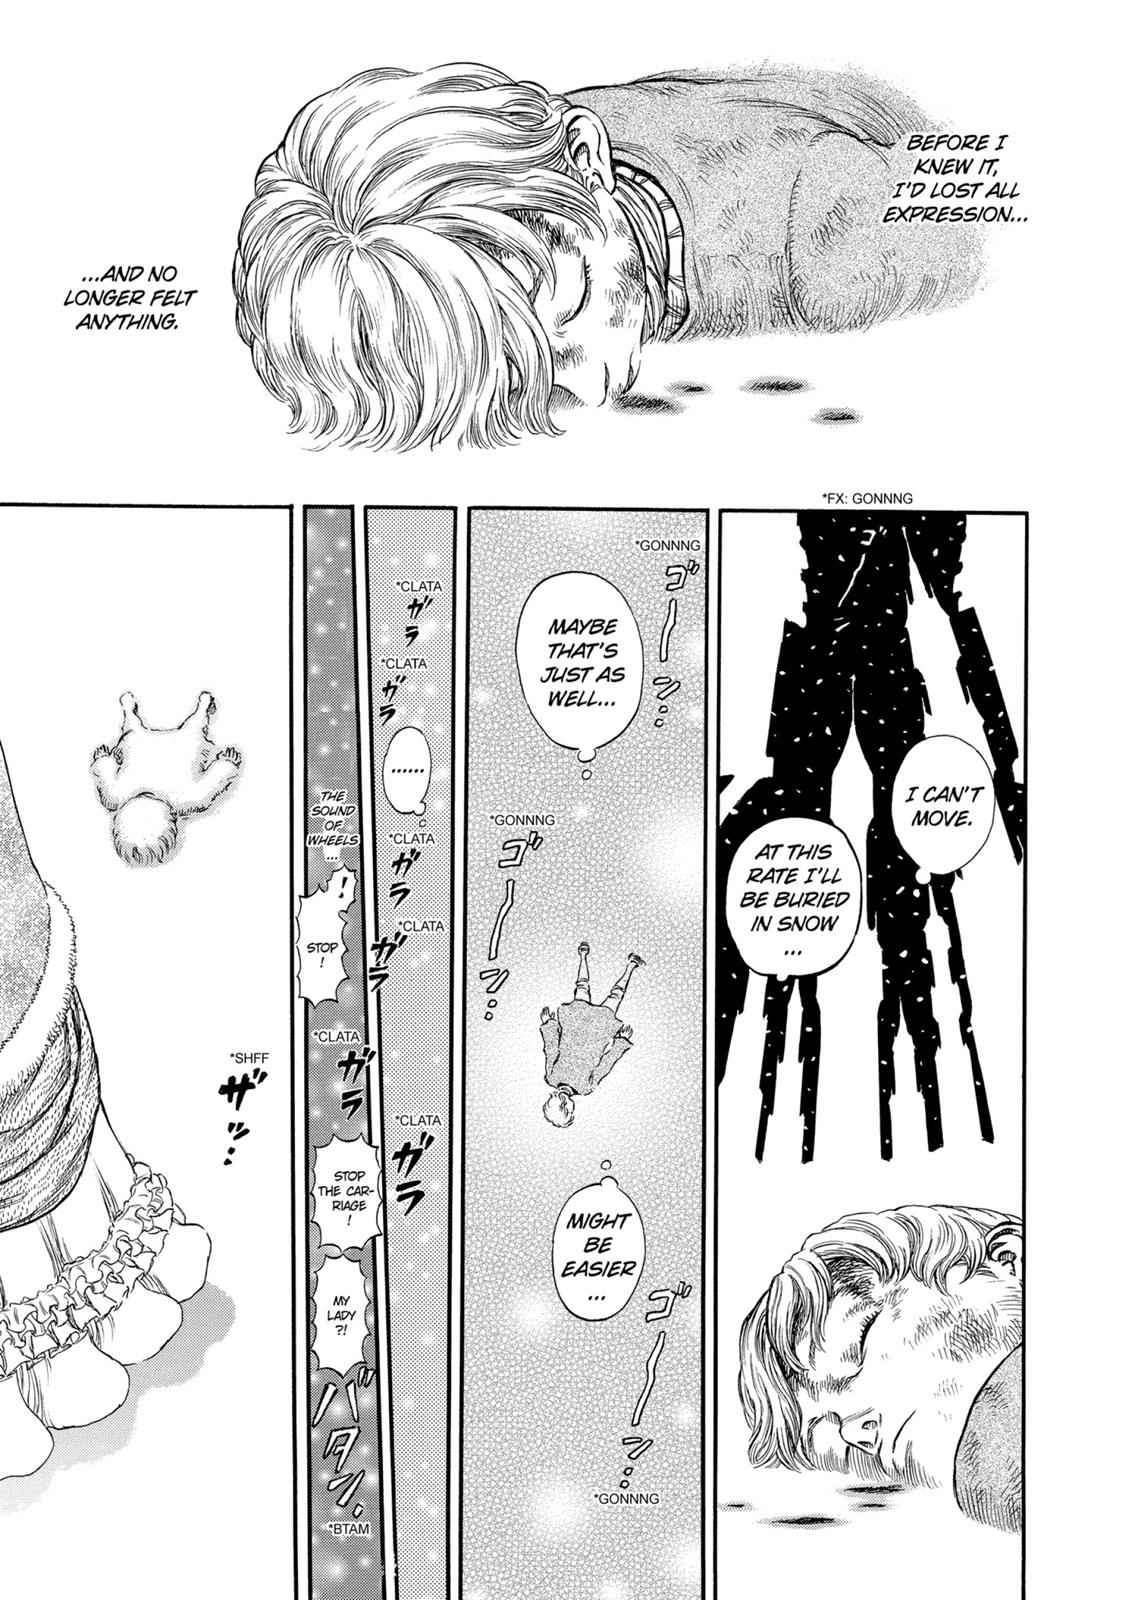 BEFORE I
KNEW IT,
I'D LOST ALL
EXPRESSION...
...AND NO
LONGER FELT
ANYTHING.
*FX: GONNNG
ゴ
I CAN'T
MOVE.
AT THIS
RATE I'LL
BE BURIED
IN SNOW
...
*GONNNG
ゴーン・・
MAYBE
THAT'S
JUST AS
WELL...
*GONNNG
ゴーン・・
MIGHT
BE
EASIER
...
ゴーン・・
*GONNNG
*CLATA
ガラ
*CLATA
ガラ
......
*CLATA
ガラ
*CLATA
ガラ
*CLATA
ガラ
THE
SOUND
OF
WHEELS
...
!
STOP
!
*CLATA
ガラ
STOP
THE CAR-
RIAGE
!
MY
LADY
?!
バタン.
*BTAM
*SHFF
ザッ・・